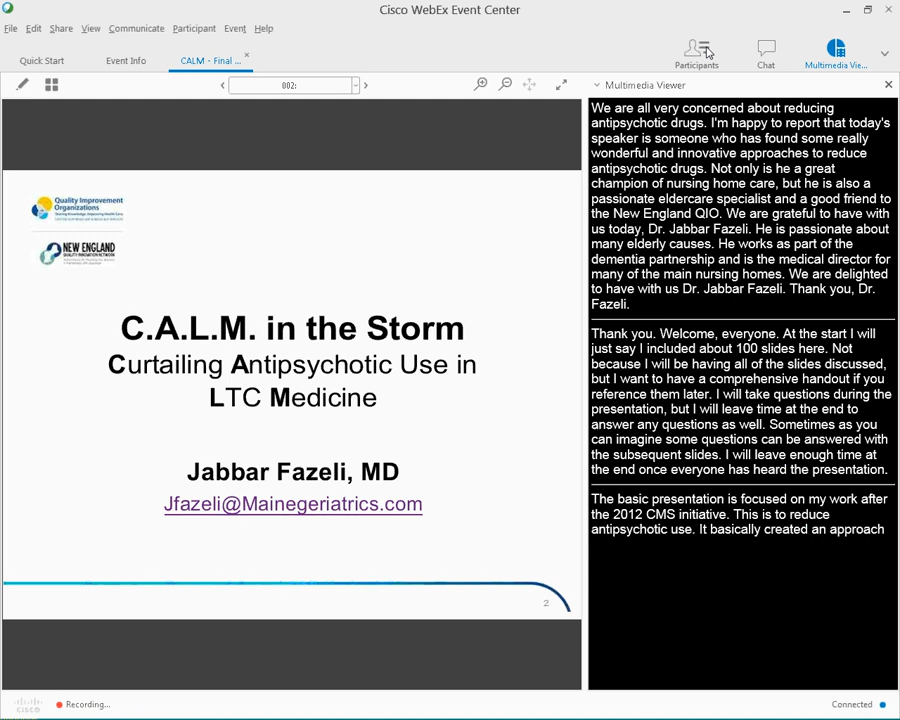 Cisco WebEx Event Center
File Edit Share View Communicate Participant Event Help
Quick Start Event Info CALM - Final ... ×
Participants Chat Multimedia Vie...
002:
Multimedia Viewer
Quality Improvement
Organizations
NEW ENGLAND
C.A.L.M. in the Storm
Curtailing Antipsychotic Use in
LTC Medicine
Jabbar Fazeli, MD
Jfazeli@Mainegeriatrics.com
2
We are all very concerned about reducing
antipsychotic drugs. I'm happy to report that today's
speaker is someone who has found some really
wonderful and innovative approaches to reduce
antipsychotic drugs. Not only is he a great
champion of nursing home care, but he is also a
passionate eldercare specialist and a good friend to
the New England QIO. We are grateful to have with
us today, Dr. Jabbar Fazeli. He is passionate about
many elderly causes. He works as part of the
dementia partnership and is the medical director for
many of the main nursing homes. We are delighted
to have with us Dr. Jabbar Fazeli. Thank you, Dr.
Fazeli.
Thank you. Welcome, everyone. At the start I will
just say I included about 100 slides here. Not
because I will be having all of the slides discussed,
but I want to have a comprehensive handout if you
reference them later. I will take questions during the
presentation, but I will leave time at the end to
answer any questions as well. Sometimes as you
can imagine some questions can be answered with
the subsequent slides. I will leave enough time at
the end once everyone has heard the presentation.
The basic presentation is focused on my work after
the 2012 CMS initiative. This is to reduce
antipsychotic use. It basically created an approach
cisco Recording...
Connected